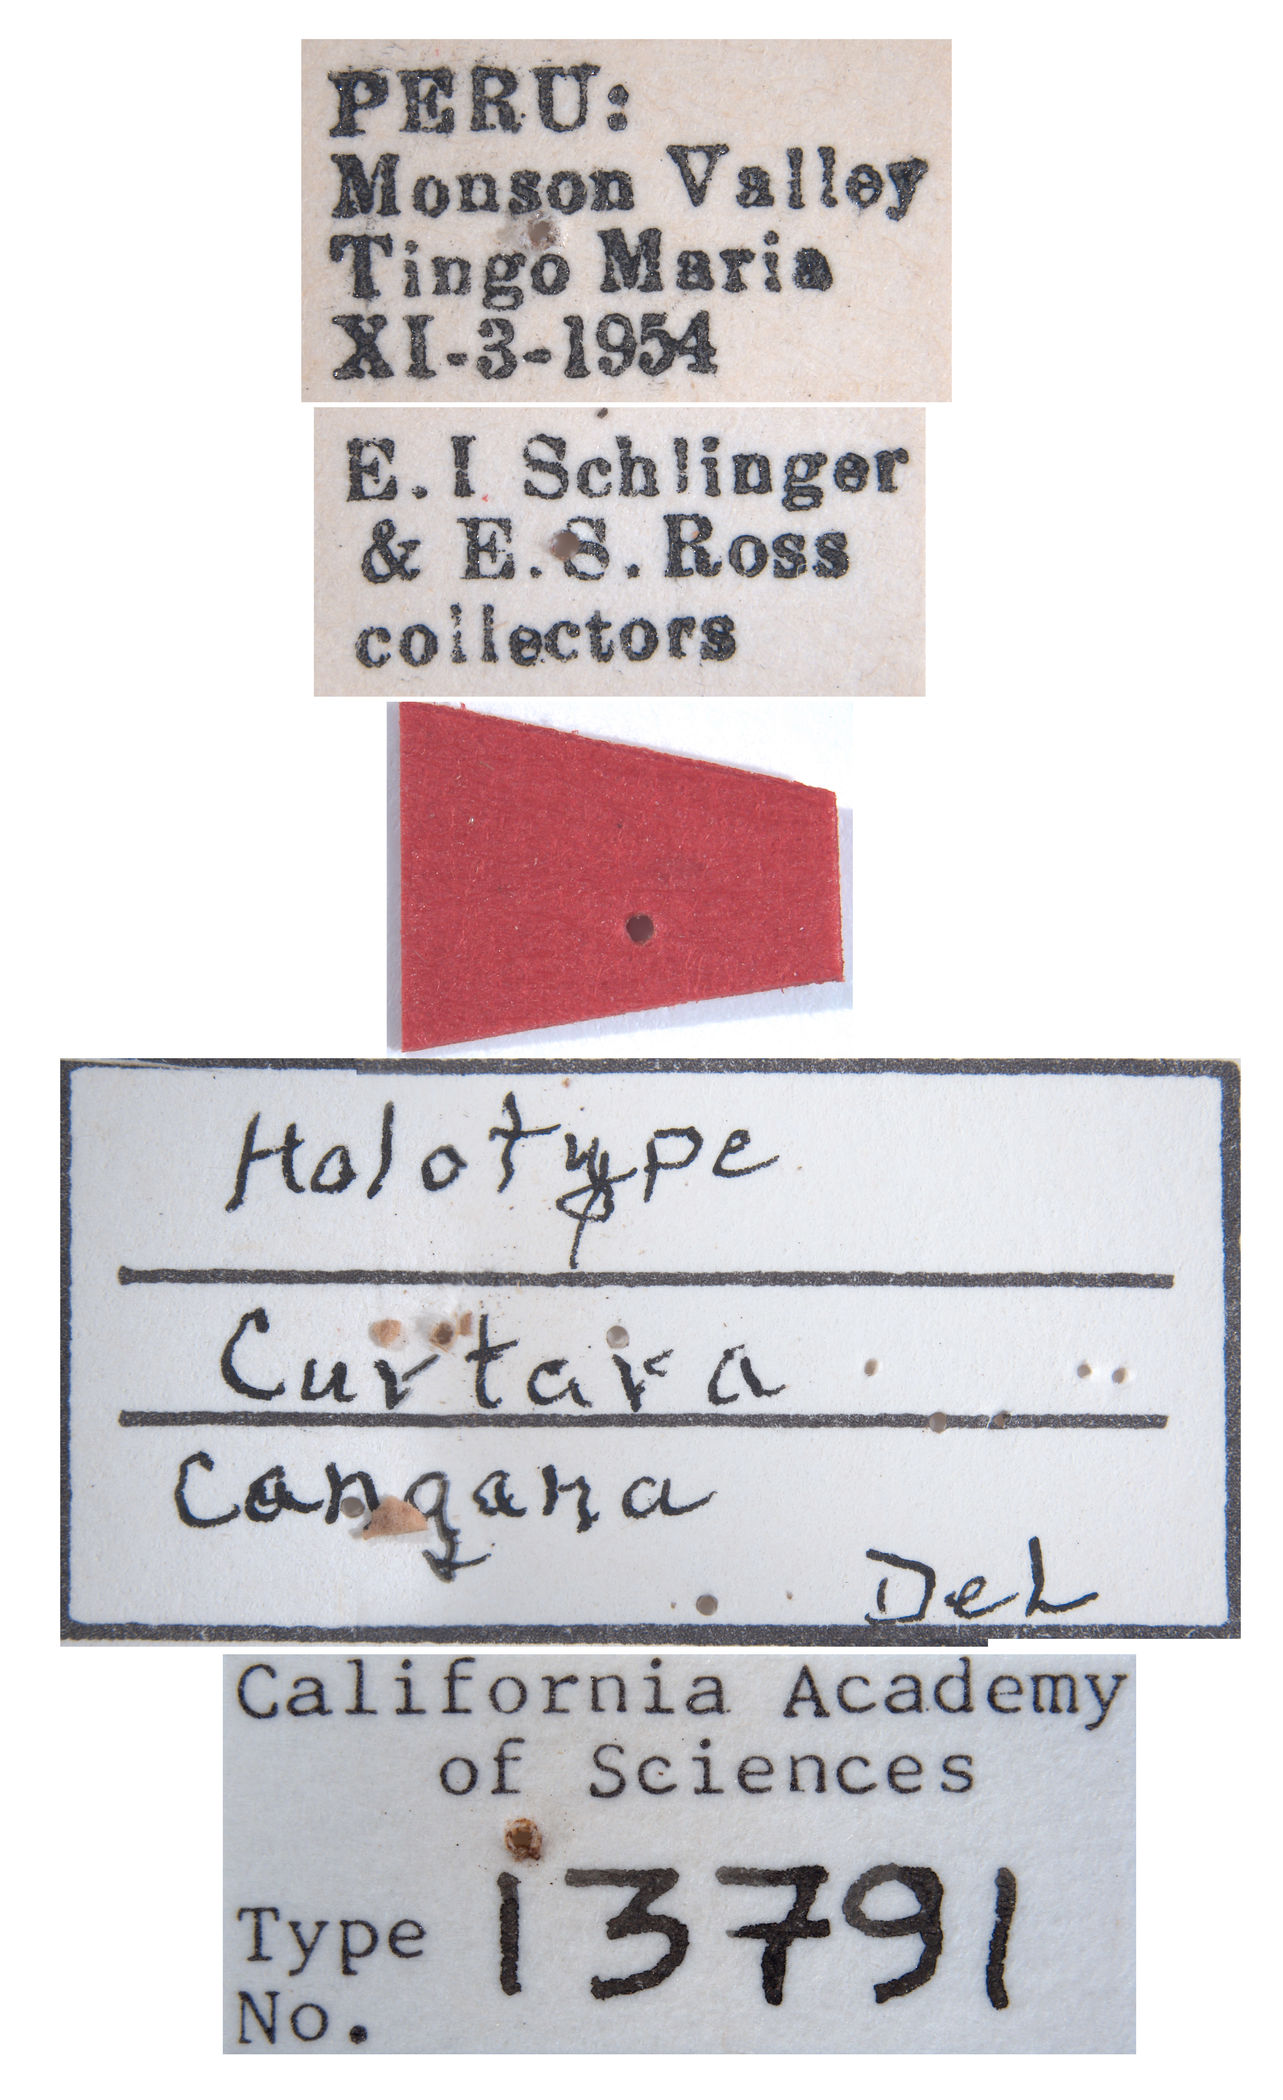 PERU:
Monson Valley
Tingo Maria
XI-3-1954
E. I Schlinger
& E. S. Ross
collectors
Holotype
Curtara
Cangana
DeL
California Academy
of Sciences
Type 13791
No.